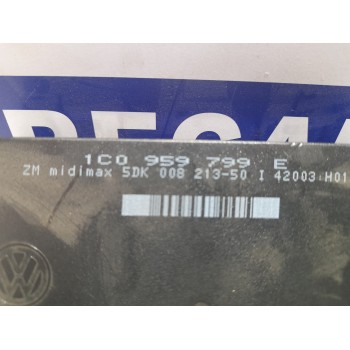 1C0 959 799 E
ZM midimax 5DK 008 213-50 I 42003 H01